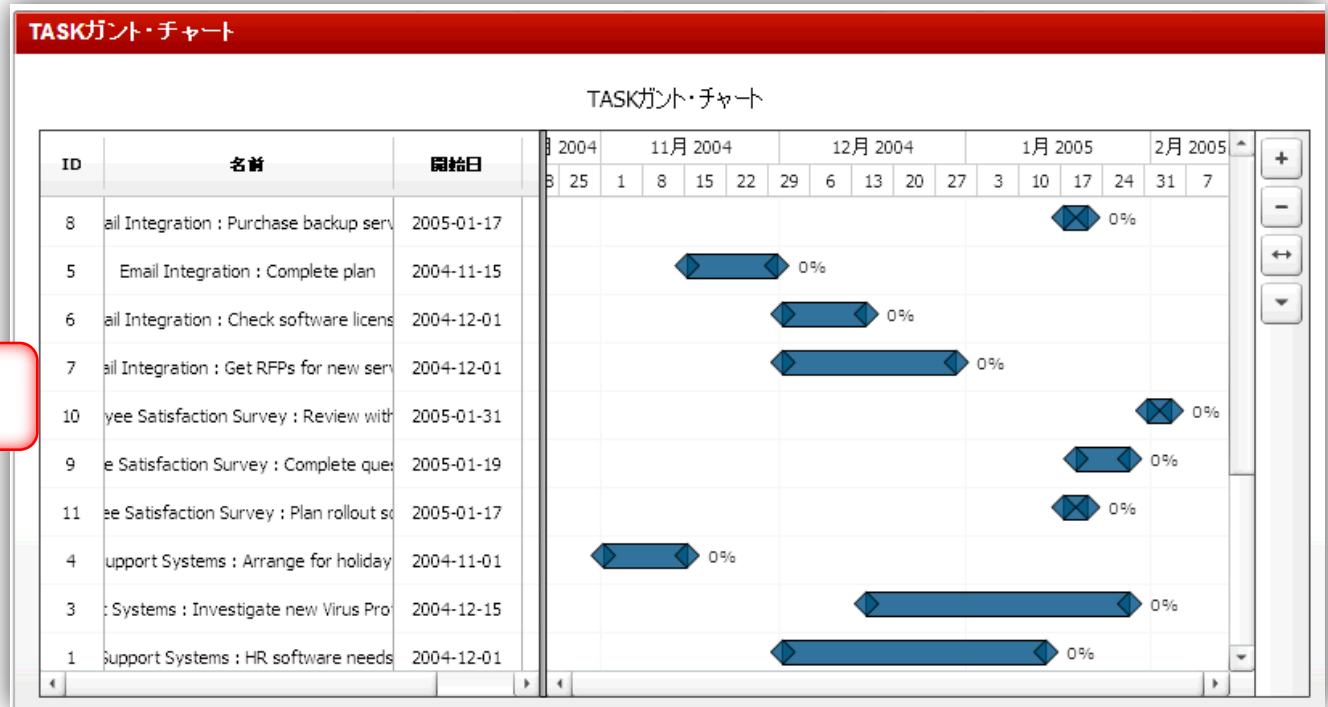 TASKガント・チャート
TASKガント・チャート
ID 名前 開始日
2004 11月 2004 12月 2004 1月 2005 2月 2005
25 1 8 15 22 29 6 13 20 27 3 10 17 24 31 7
8 ail Integration : Purchase backup serv 2005-01-17 0%
5 Email Integration : Complete plan 2004-11-15 0%
6 ail Integration : Check software licens 2004-12-01 0%
7 ail Integration : Get RFPs for new serv 2004-12-01 0%
10 yee Satisfaction Survey : Review with 2005-01-31 0%
9 e Satisfaction Survey : Complete ques 2005-01-19 0%
11 ee Satisfaction Survey : Plan rollout sc 2005-01-17 0%
4 upport Systems : Arrange for holiday 2004-11-01 0%
3 t Systems : Investigate new Virus Pro 2004-12-15 0%
1 Support Systems : HR software needs 2004-12-01 0%